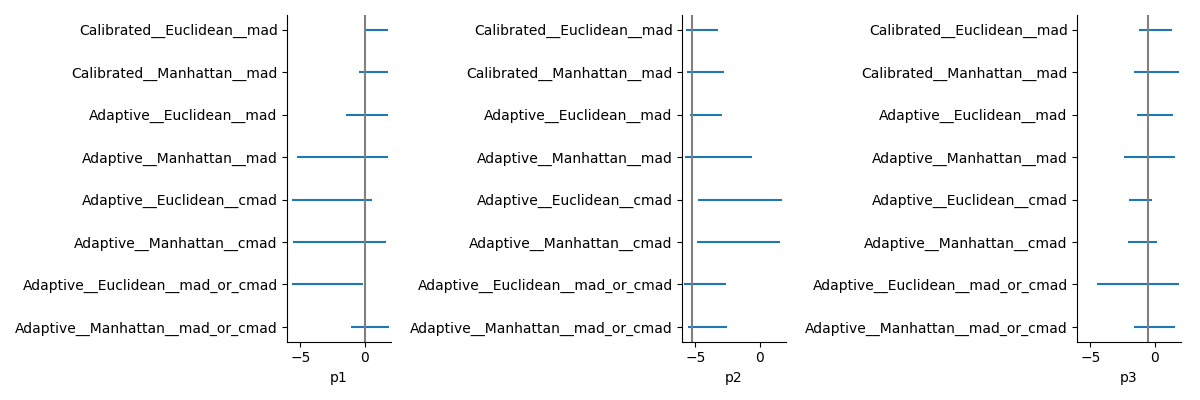 Calibrated__Euclidean__mad
Calibrated__Manhattan__mad
Adaptive__Euclidean__mad
Adaptive__Manhattan__mad
Adaptive__Euclidean__cmad
Adaptive__Manhattan__cmad
Adaptive__Euclidean__mad_or_cmad
Adaptive__Manhattan__mad_or_cmad
−5 0
p1
Calibrated__Euclidean__mad
Calibrated__Manhattan__mad
Adaptive__Euclidean__mad
Adaptive__Manhattan__mad
Adaptive__Euclidean__cmad
Adaptive__Manhattan__cmad
Adaptive__Euclidean__mad_or_cmad
Adaptive__Manhattan__mad_or_cmad
−5 0
p2
Calibrated__Euclidean__mad
Calibrated__Manhattan__mad
Adaptive__Euclidean__mad
Adaptive__Manhattan__mad
Adaptive__Euclidean__cmad
Adaptive__Manhattan__cmad
Adaptive__Euclidean__mad_or_cmad
Adaptive__Manhattan__mad_or_cmad
−5 0
p3